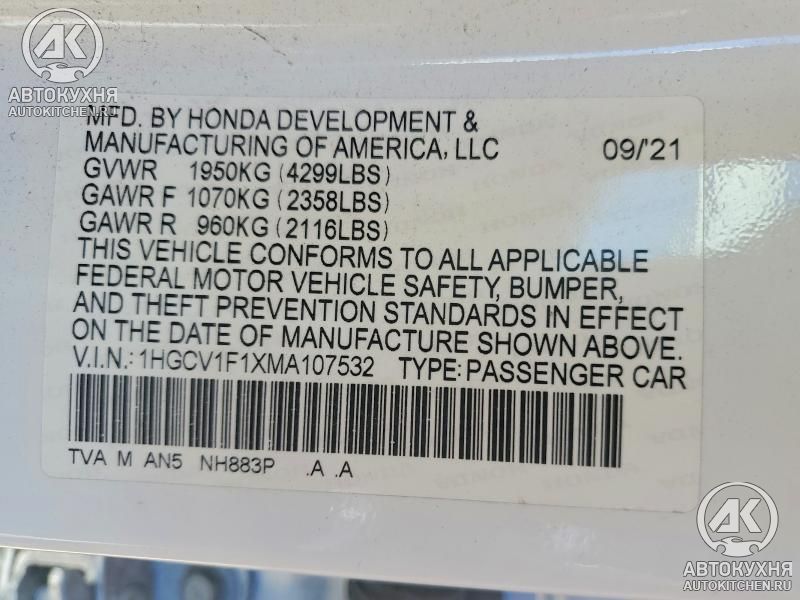 AK
АВТОКУХНЯ
AUTOKITCHEN.RU
MFD. BY HONDA DEVELOPMENT &
MANUFACTURING OF AMERICA, LLC 09/'21
GVWR 1950KG (4299LBS)
GAWR F 1070KG (2358LBS)
GAWR R 960KG (2116LBS)
THIS VEHICLE CONFORMS TO ALL APPLICABLE
FEDERAL MOTOR VEHICLE SAFETY, BUMPER,
AND THEFT PREVENTION STANDARDS IN EFFECT
ON THE DATE OF MANUFACTURE SHOWN ABOVE.
V.I.N.: 1HGCV1F1XMA107532 TYPE: PASSENGER CAR
TVA M AN5 NH883P .A .A
AK
АВТОКУХНЯ
AUTOKITCHEN.RU